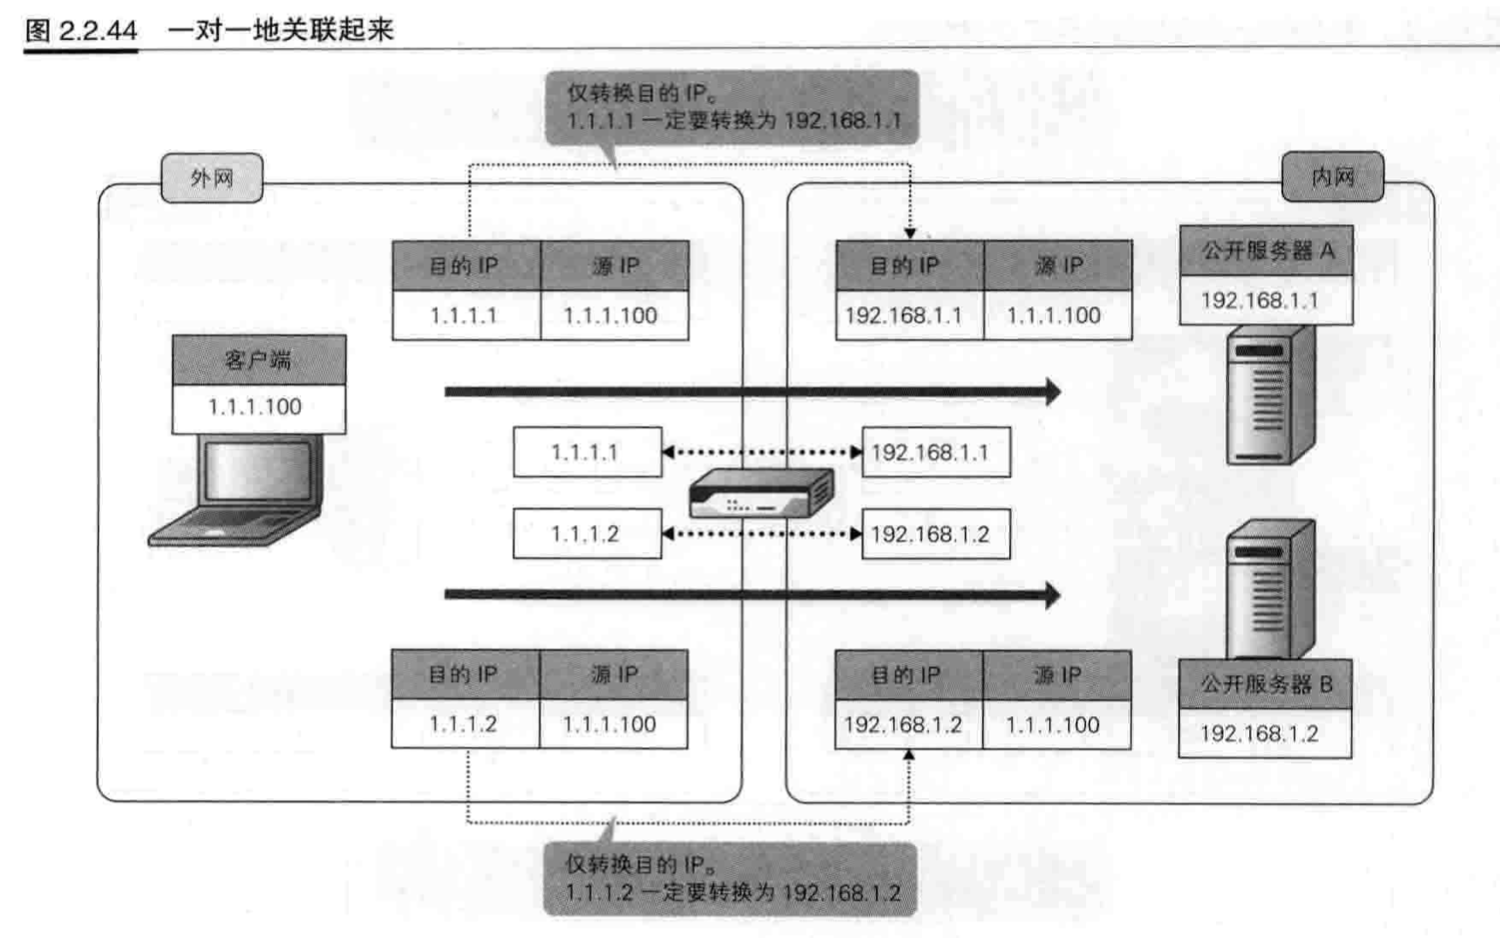 图 2.2.44 一对一地关联起来
仅转换目的 IP。
1.1.1.1 一定要转换为 192.168.1.1
外网
内网
目的 IP 源 IP
1.1.1.1 1.1.1.100
目的 IP 源 IP
192.168.1.1 1.1.1.100
公开服务器 A
192.168.1.1
客户端
1.1.1.100
1.1.1.1
192.168.1.1
1.1.1.2
192.168.1.2
目的 IP 源 IP
1.1.1.2 1.1.1.100
目的 IP 源 IP
192.168.1.2 1.1.1.100
公开服务器 B
192.168.1.2
仅转换目的 IP。
1.1.1.2 一定要转换为 192.168.1.2